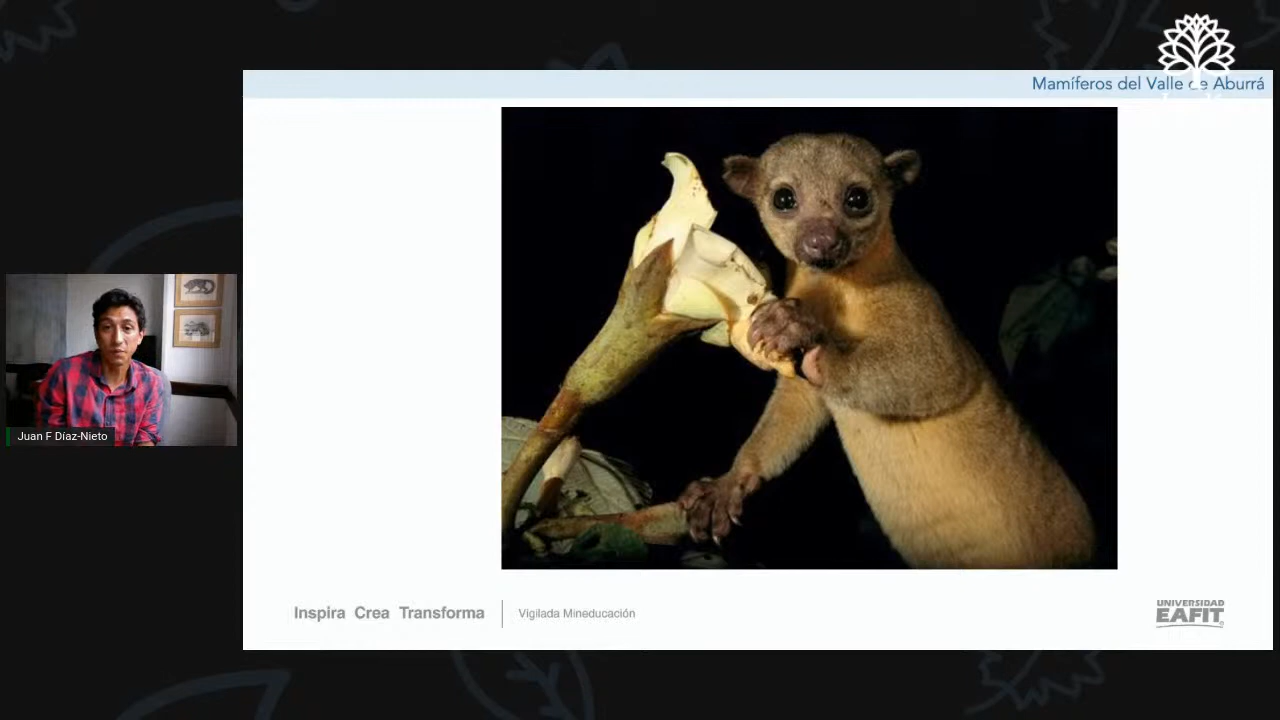 Mamíferos del Valle de Aburrá
Juan F Díaz-Nieto
Inspira Crea Transforma
Vigilada Mineducación
UNIVERSIDAD
EAFIT